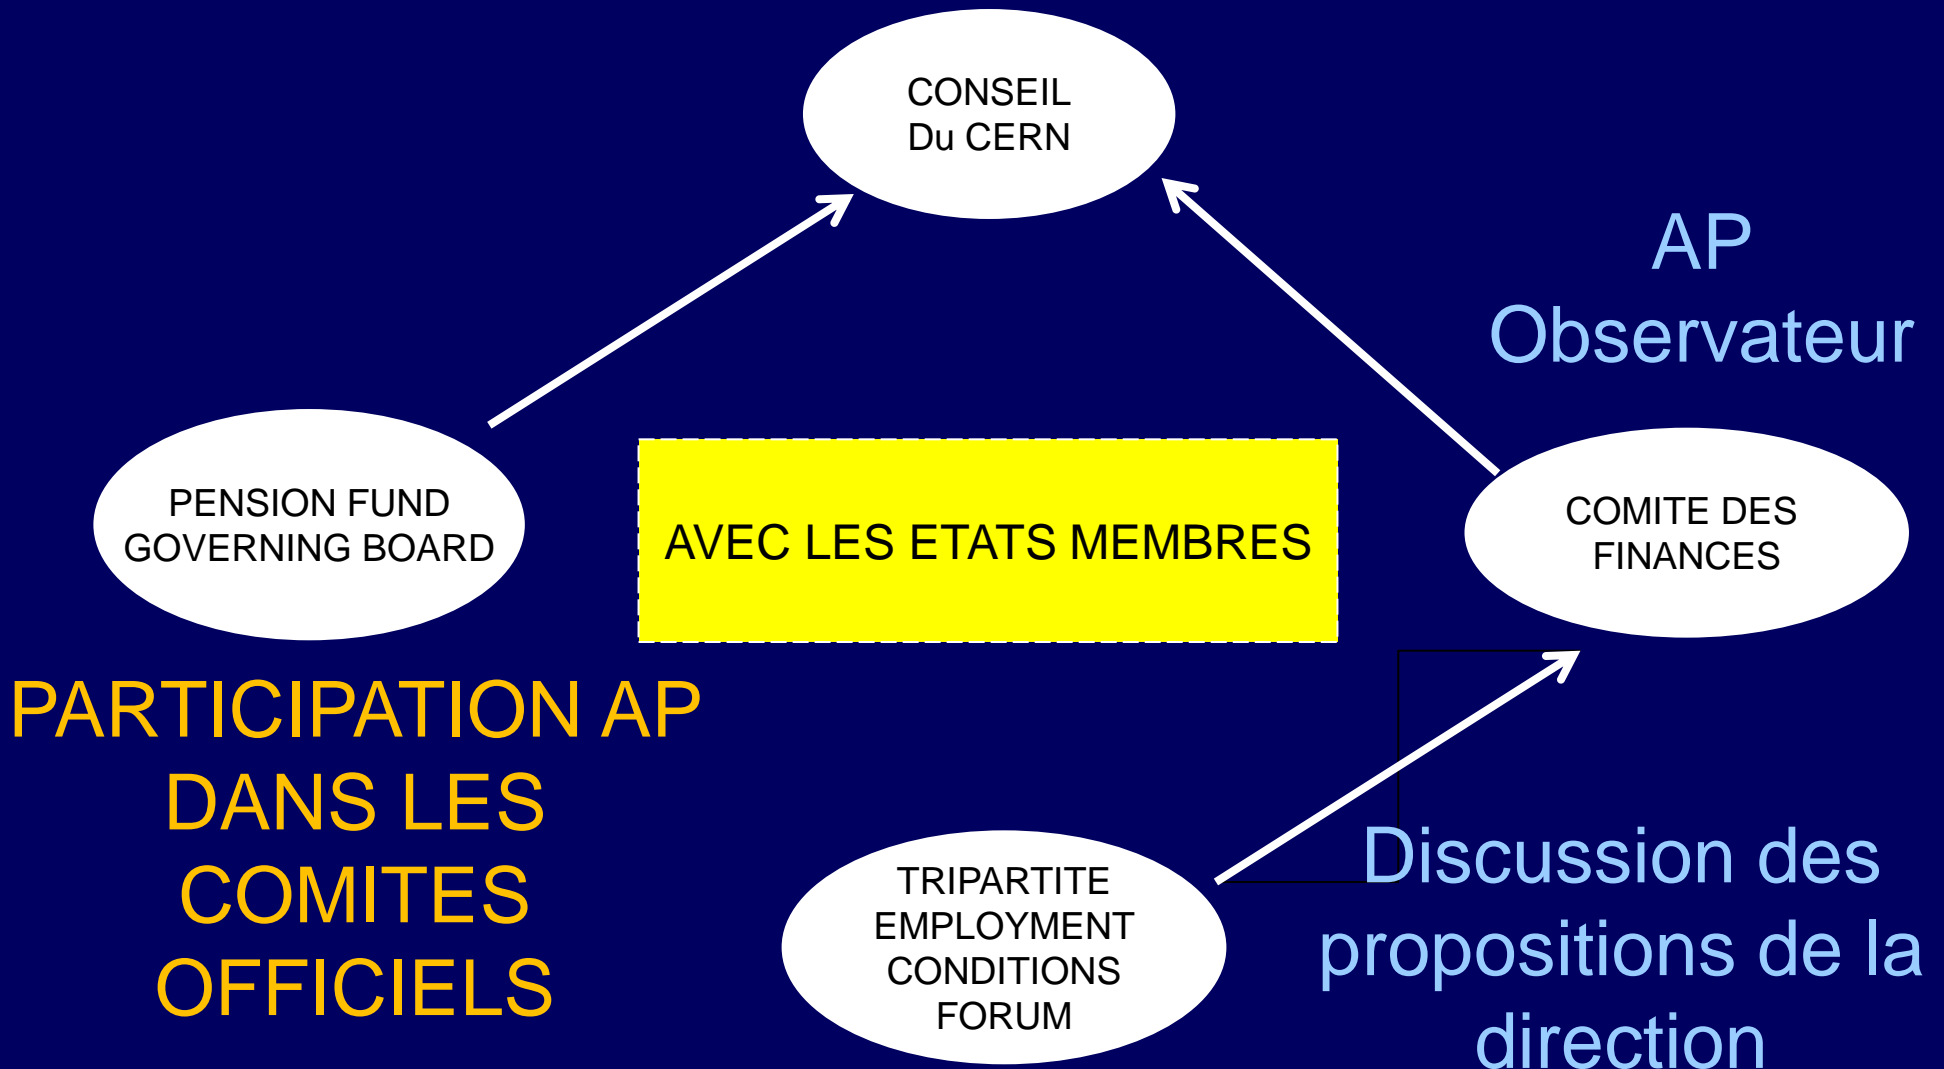 CONSEIL
Du CERN
AP
Observateur
PENSION FUND
GOVERNING BOARD
AVEC LES ETATS MEMBRES
COMITE DES
FINANCES
PARTICIPATION AP
DANS LES
COMITES
OFFICIELS
TRIPARTITE
EMPLOYMENT
CONDITIONS
FORUM
Discussion des
propositions de la
direction